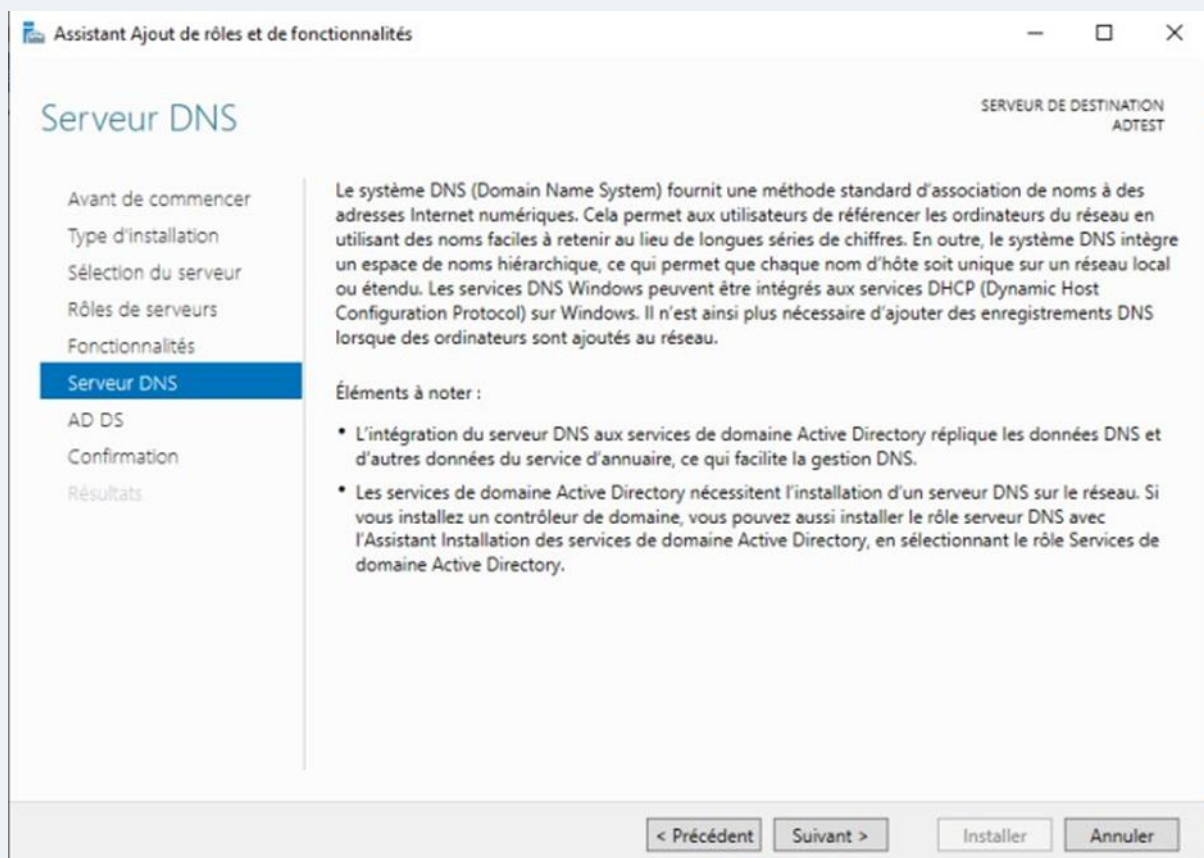 Assistant Ajout de rôles et de fonctionnalités
Serveur DNS
SERVEUR DE DESTINATION
ADTEST
Avant de commencer
Type d'installation
Sélection du serveur
Rôles de serveurs
Fonctionnalités
Serveur DNS
AD DS
Confirmation
Résultats
Le système DNS (Domain Name System) fournit une méthode standard d'association de noms à des
adresses Internet numériques. Cela permet aux utilisateurs de référencer les ordinateurs du réseau en
utilisant des noms faciles à retenir au lieu de longues séries de chiffres. En outre, le système DNS intègre
un espace de noms hiérarchique, ce qui permet que chaque nom d'hôte soit unique sur un réseau local
ou étendu. Les services DNS Windows peuvent être intégrés aux services DHCP (Dynamic Host
Configuration Protocol) sur Windows. Il n'est ainsi plus nécessaire d'ajouter des enregistrements DNS
lorsque des ordinateurs sont ajoutés au réseau.
Éléments à noter :
• L'intégration du serveur DNS aux services de domaine Active Directory réplique les données DNS et
d'autres données du service d'annuaire, ce qui facilite la gestion DNS.
• Les services de domaine Active Directory nécessitent l'installation d'un serveur DNS sur le réseau. Si
vous installez un contrôleur de domaine, vous pouvez aussi installer le rôle serveur DNS avec
l'Assistant Installation des services de domaine Active Directory, en sélectionnant le rôle Services de
domaine Active Directory.
< Précédent
Suivant >
Installer
Annuler